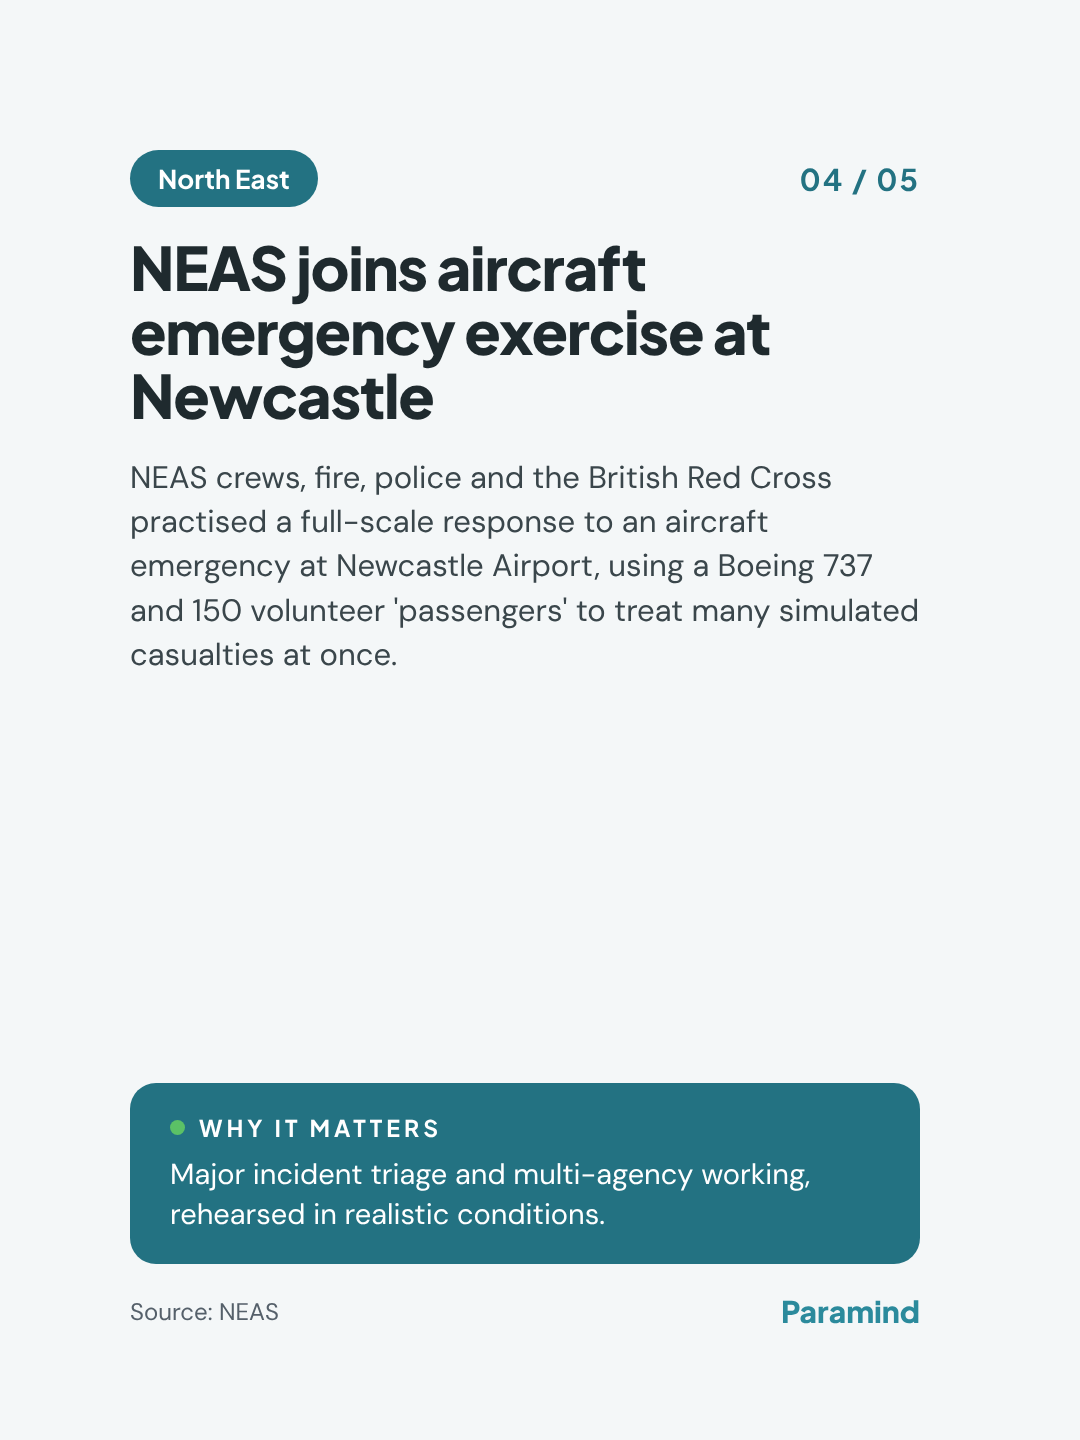 North East
04 / 05
NEAS joins aircraft
emergency exercise at
Newcastle
NEAS crews, fire, police and the British Red Cross
practised a full-scale response to an aircraft
emergency at Newcastle Airport, using a Boeing 737
and 150 volunteer 'passengers' to treat many simulated
casualties at once.
WHY IT MATTERS
Major incident triage and multi-agency working,
rehearsed in realistic conditions.
Source: NEAS
Paramind